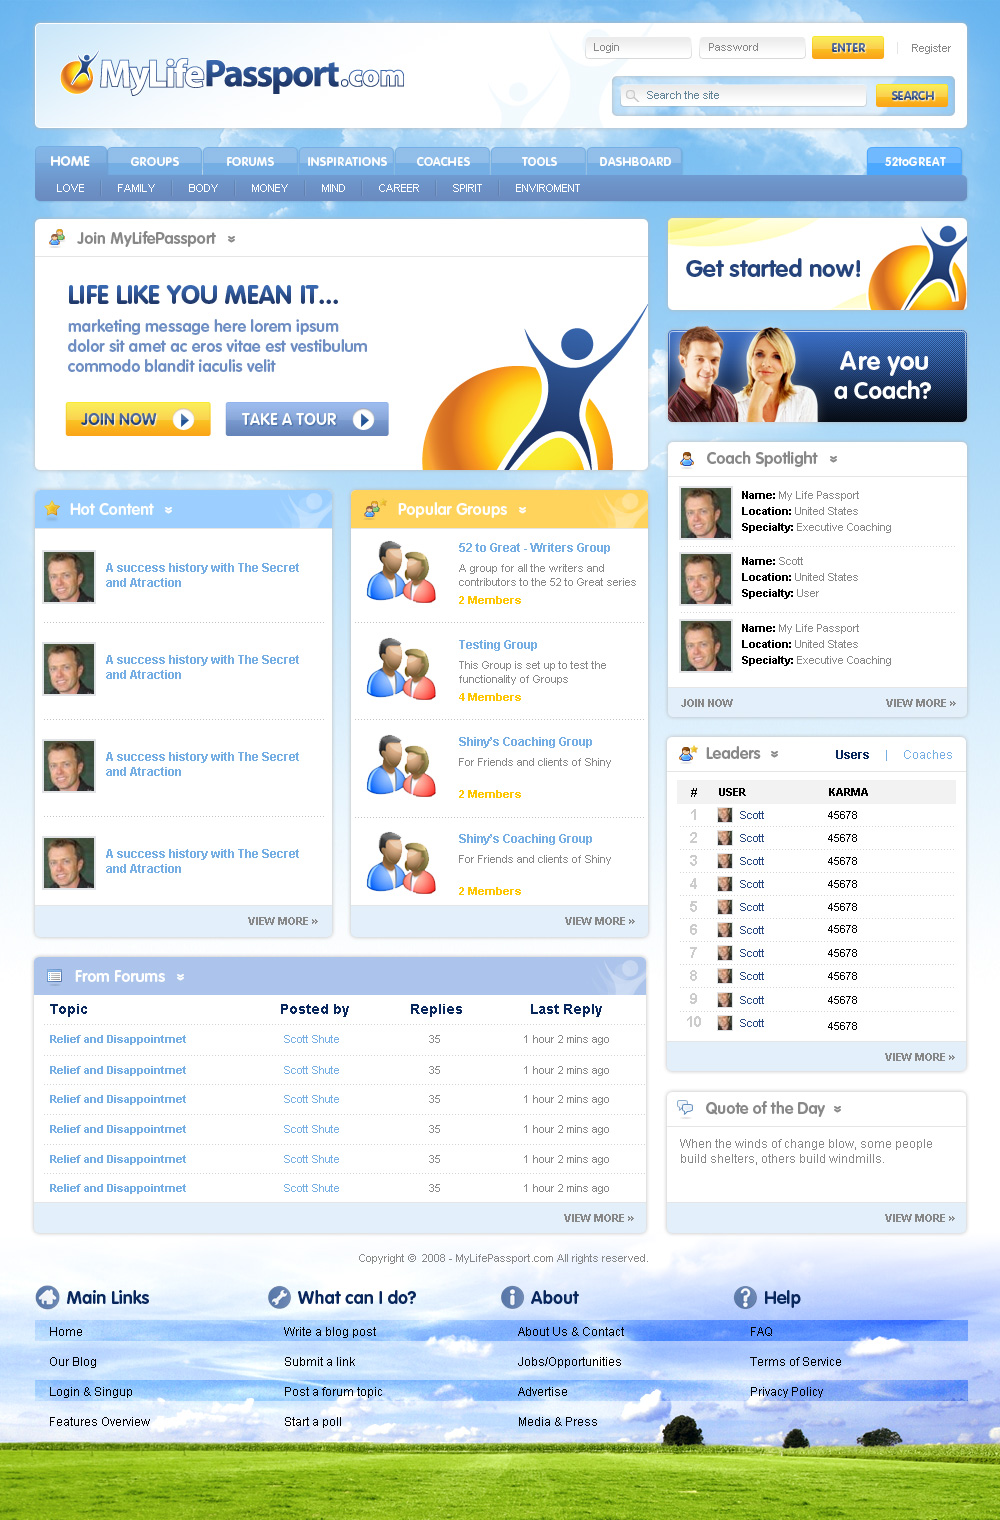 MyLifePassport.com
Login
Password
ENTER
Register
Search the site
SEARCH
HOME
GROUPS
FORUMS
INSPIRATIONS
COACHES
TOOLS
DASHBOARD
52toGREAT
LOVE
FAMILY
BODY
MONEY
MIND
CAREER
SPIRIT
ENVIROMENT
Join MyLifePassport
LIFE LIKE YOU MEAN IT...
marketing message here lorem ipsum
dolor sit amet ac eros vitae est vestibulum
commodo blandit iaculis velit
JOIN NOW
TAKE A TOUR
Get started now!
Are you
a Coach?
Hot Content
A success history with The Secret
and Atraction
A success history with The Secret
and Atraction
A success history with The Secret
and Atraction
A success history with The Secret
and Atraction
VIEW MORE »
Popular Groups
52 to Great - Writers Group
A group for all the writers and
contributors to the 52 to Great series
2 Members
Testing Group
This Group is set up to test the
functionality of Groups
4 Members
Shiny's Coaching Group
For Friends and clients of Shiny
2 Members
Shiny's Coaching Group
For Friends and clients of Shiny
2 Members
VIEW MORE »
Coach Spotlight
Name: My Life Passport
Location: United States
Specialty: Executive Coaching
Name: Scott
Location: United States
Specialty: User
Name: My Life Passport
Location: United States
Specialty: Executive Coaching
JOIN NOW
VIEW MORE »
Leaders
Users | Coaches
# USER KARMA
1 Scott 45678
2 Scott 45678
3 Scott 45678
4 Scott 45678
5 Scott 45678
6 Scott 45678
7 Scott 45678
8 Scott 45678
9 Scott 45678
10 Scott 45678
VIEW MORE »
From Forums
Topic Posted by Replies Last Reply
Relief and Disappointmet Scott Shute 35 1 hour 2 mins ago
Relief and Disappointmet Scott Shute 35 1 hour 2 mins ago
Relief and Disappointmet Scott Shute 35 1 hour 2 mins ago
Relief and Disappointmet Scott Shute 35 1 hour 2 mins ago
Relief and Disappointmet Scott Shute 35 1 hour 2 mins ago
Relief and Disappointmet Scott Shute 35 1 hour 2 mins ago
VIEW MORE »
Quote of the Day
When the winds of change blow, some people
build shelters, others build windmills.
VIEW MORE »
Copyright © 2008 - MyLifePassport.com All rights reserved.
Main Links
Home
Our Blog
Login & Singup
Features Overview
What can I do?
Write a blog post
Submit a link
Post a forum topic
Start a poll
About
About Us & Contact
Jobs/Opportunities
Advertise
Media & Press
Help
FAQ
Terms of Service
Privacy Policy